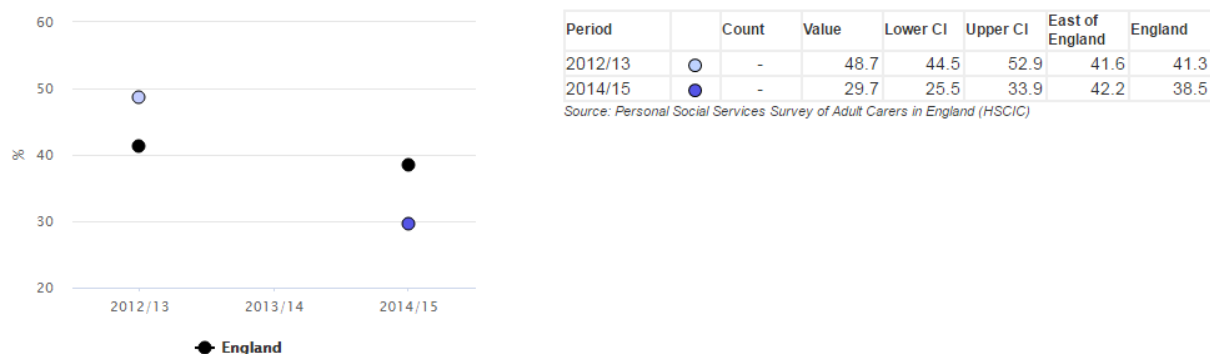 60
50
40
30
20
%
2012/13 2013/14 2014/15
England
Period Count Value Lower CI Upper CI East of England England
2012/13 - 48.7 44.5 52.9 41.6 41.3
2014/15 - 29.7 25.5 33.9 42.2 38.5
Source: Personal Social Services Survey of Adult Carers in England (HSCIC)